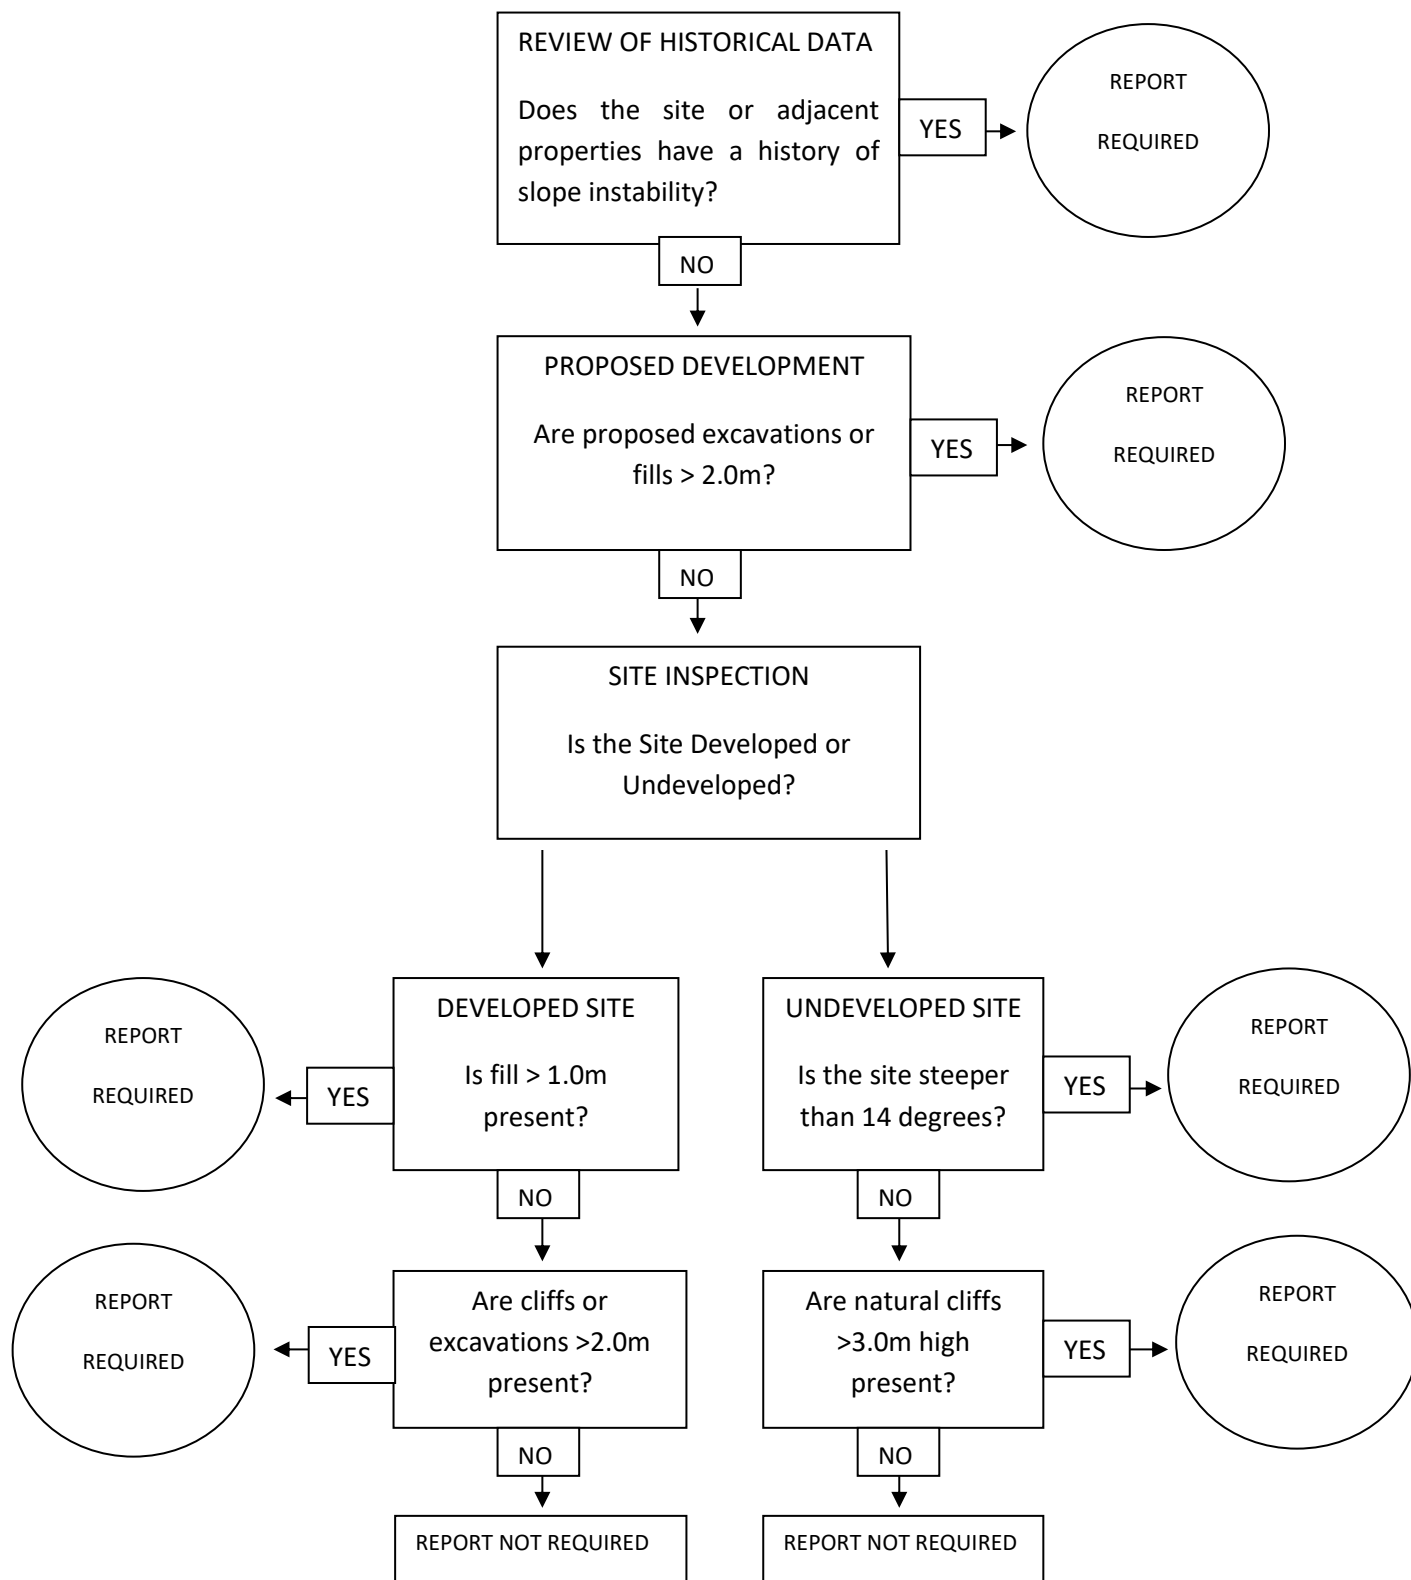 REVIEW OF HISTORICAL DATA
Does the site or adjacent
properties have a history of
slope instability?
YES
REPORT
REQUIRED
NO
PROPOSED DEVELOPMENT
Are proposed excavations or
fills > 2.0m?
YES
REPORT
REQUIRED
NO
SITE INSPECTION
Is the Site Developed or
Undeveloped?
DEVELOPED SITE
Is fill > 1.0m
present?
YES
REPORT
REQUIRED
NO
Are cliffs or
excavations >2.0m
present?
YES
REPORT
REQUIRED
NO
REPORT NOT REQUIRED
UNDEVELOPED SITE
Is the site steeper
than 14 degrees?
YES
REPORT
REQUIRED
NO
Are natural cliffs
>3.0m high
present?
YES
REPORT
REQUIRED
NO
REPORT NOT REQUIRED